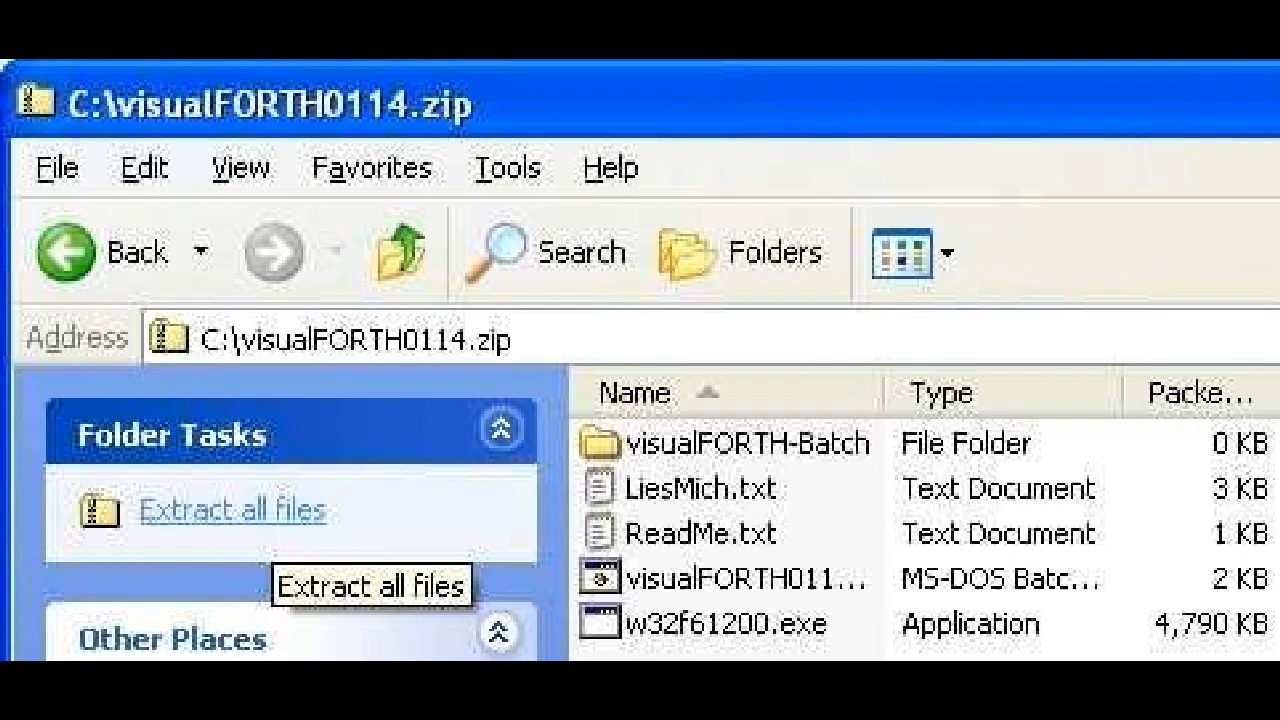 C:\visualFORTH0114.zip
File Edit View Favorites Tools Help
Back Search Folders
Address C:\visualFORTH0114.zip
Name Type Packe...
Folder Tasks
visualFORTH-Batch File Folder 0 KB
LiesMich.txt Text Document 3 KB
Extract all files
ReadMe.txt Text Document 1 KB
Extract all files
visualFORTH011... MS-DOS Batc... 2 KB
Other Places
w32f61200.exe Application 4,790 KB